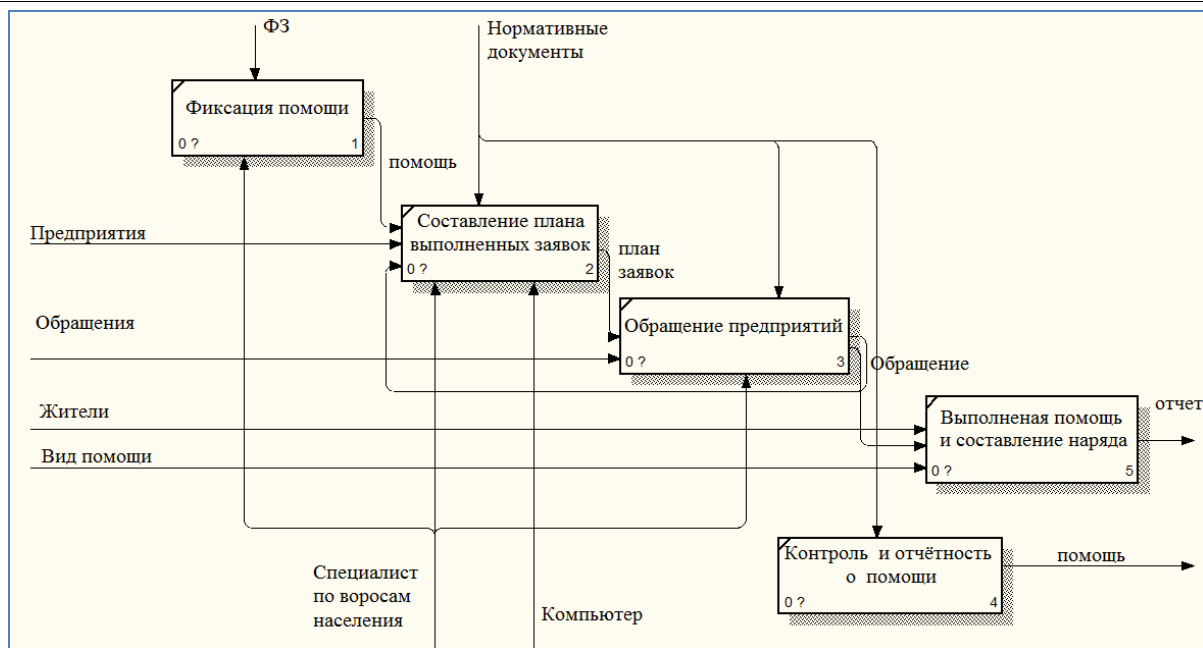 ФЗ
Нормативные
документы
Фиксация помощи
0 ?
1
помощь
Составление плана
выполненных заявок
0 ?
2
Предприятия
план
заявок
Обращения
Обращение предприятий
0 ?
3
Обращение
Жители
Вид помощи
Выполненая помощь
и составление наряда
0 ?
5
отчет
Контроль и отчётность
о помощи
0 ?
4
помощь
Специалист
по воросам
населения
Компьютер